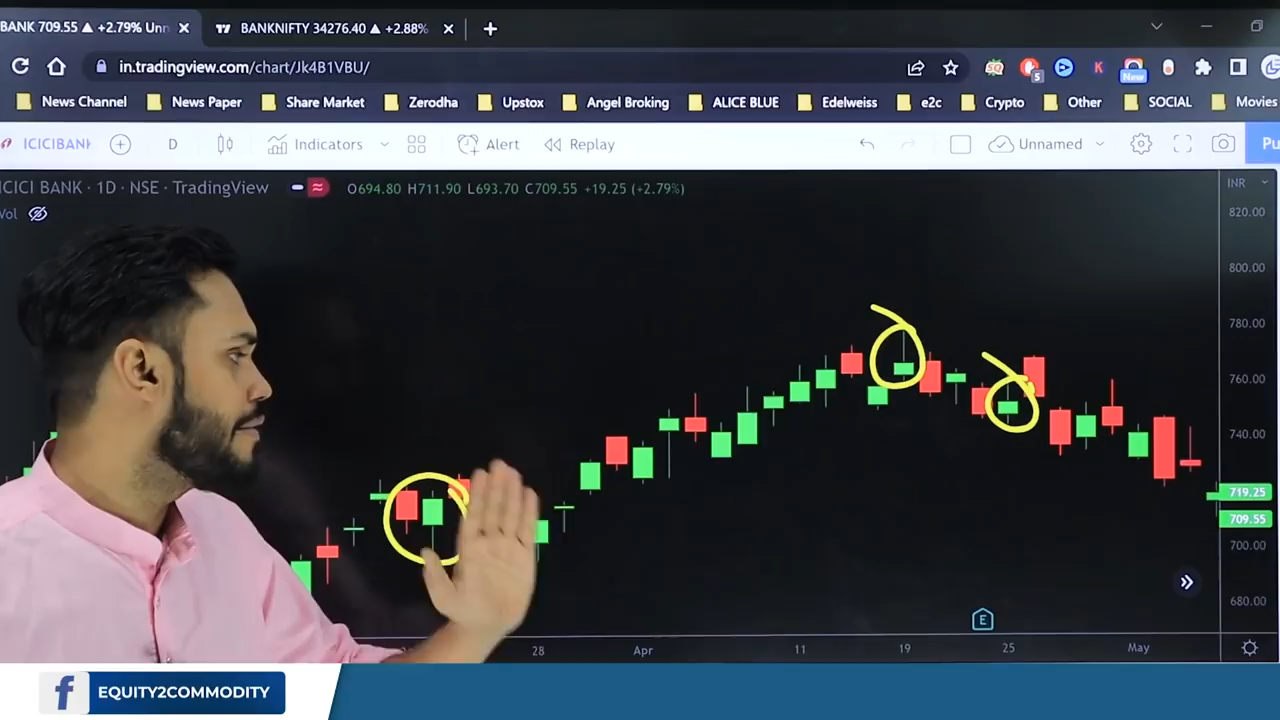 BANK 709.55 ▲ +2.79% Unn
BANKNIFTY 34276.40 ▲ +2.88%
in.tradingview.com/chart/Jk4B1VBU/
5
New
News Channel News Paper Share Market Zerodha Upstox Angel Broking ALICE BLUE Edelweiss e2c Crypto Other SOCIAL Movies
ICICIBANK D Indicators Alert Replay Unnamed Pu
ICICI BANK · 1D · NSE · TradingView O694.80 H711.90 L693.70 C709.55 +19.25 (+2.79%)
INR
Vol
820.00
800.00
780.00
760.00
740.00
719.25
709.55
700.00
680.00
E
28 Apr 11 19 25 May
f EQUITY2COMMODITY